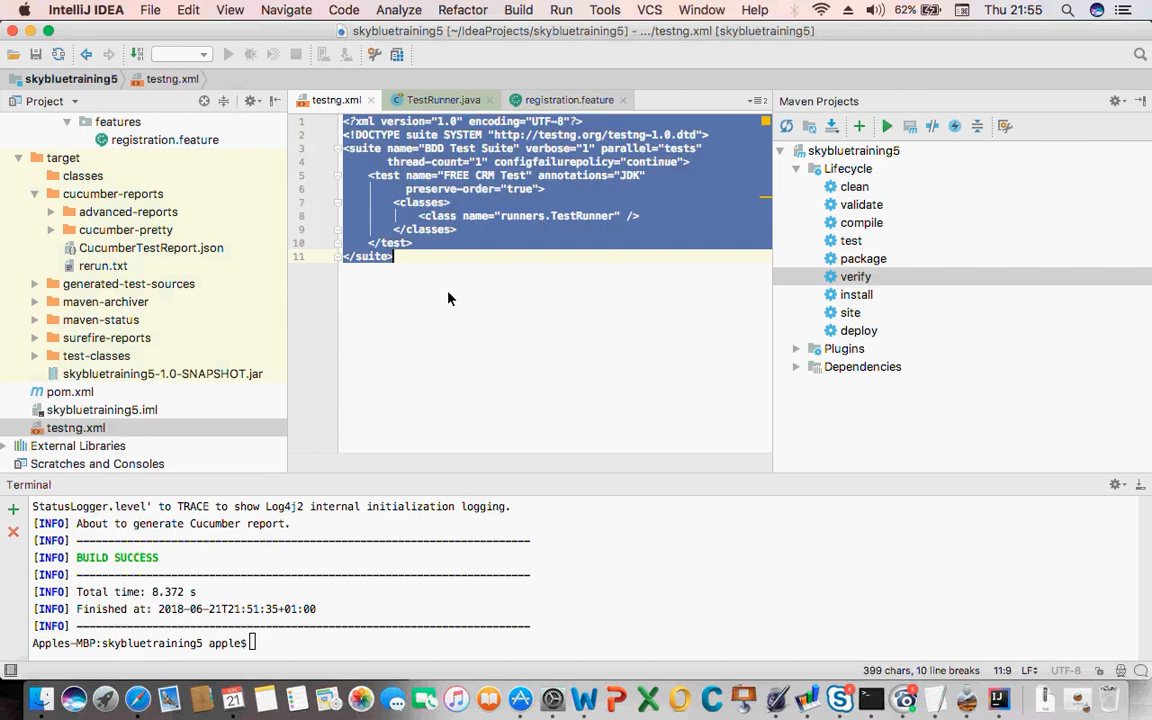 IntelliJ IDEA File Edit View Navigate Code Analyze Refactor Build Run Tools VCS Window Help 62% Thu 21:55
skybluetraining5 [~/IdeaProjects/skybluetraining5] - .../testng.xml [skybluetraining5]
skybluetraining5 testng.xml
Project
testng.xml TestRunner.java registration.feature 2
Maven Projects
features
registration.feature
target
classes
cucumber-reports
advanced-reports
cucumber-pretty
CucumberTestReport.json
rerun.txt
generated-test-sources
maven-archiver
maven-status
surefire-reports
test-classes
skybluetraining5-1.0-SNAPSHOT.jar
pom.xml
skybluetraining5.iml
testng.xml
External Libraries
Scratches and Consoles
1 <?xml version="1.0" encoding="UTF-8"?>
2 <!DOCTYPE suite SYSTEM "http://testng.org/testng-1.0.dtd">
3 <suite name="BDD Test Suite" verbose="1" parallel="tests"
4 thread-count="1" configfailurepolicy="continue">
5 <test name="FREE CRM Test" annotations="JDK"
6 preserve-order="true">
7 <classes>
8 <class name="runners.TestRunner" />
9 </classes>
10 </test>
11 </suite>
skybluetraining5
Lifecycle
clean
validate
compile
test
package
verify
install
site
deploy
Plugins
Dependencies
Terminal
StatusLogger.level' to TRACE to show Log4j2 internal initialization logging.
[INFO] About to generate Cucumber report.
[INFO] ------------------------------------------------------------------------
[INFO] BUILD SUCCESS
[INFO] ------------------------------------------------------------------------
[INFO] Total time: 8.372 s
[INFO] Finished at: 2018-06-21T21:51:35+01:00
[INFO] ------------------------------------------------------------------------
Apples-MBP:skybluetraining5 apple$
399 chars, 10 line breaks 11:9 LF UTF-8